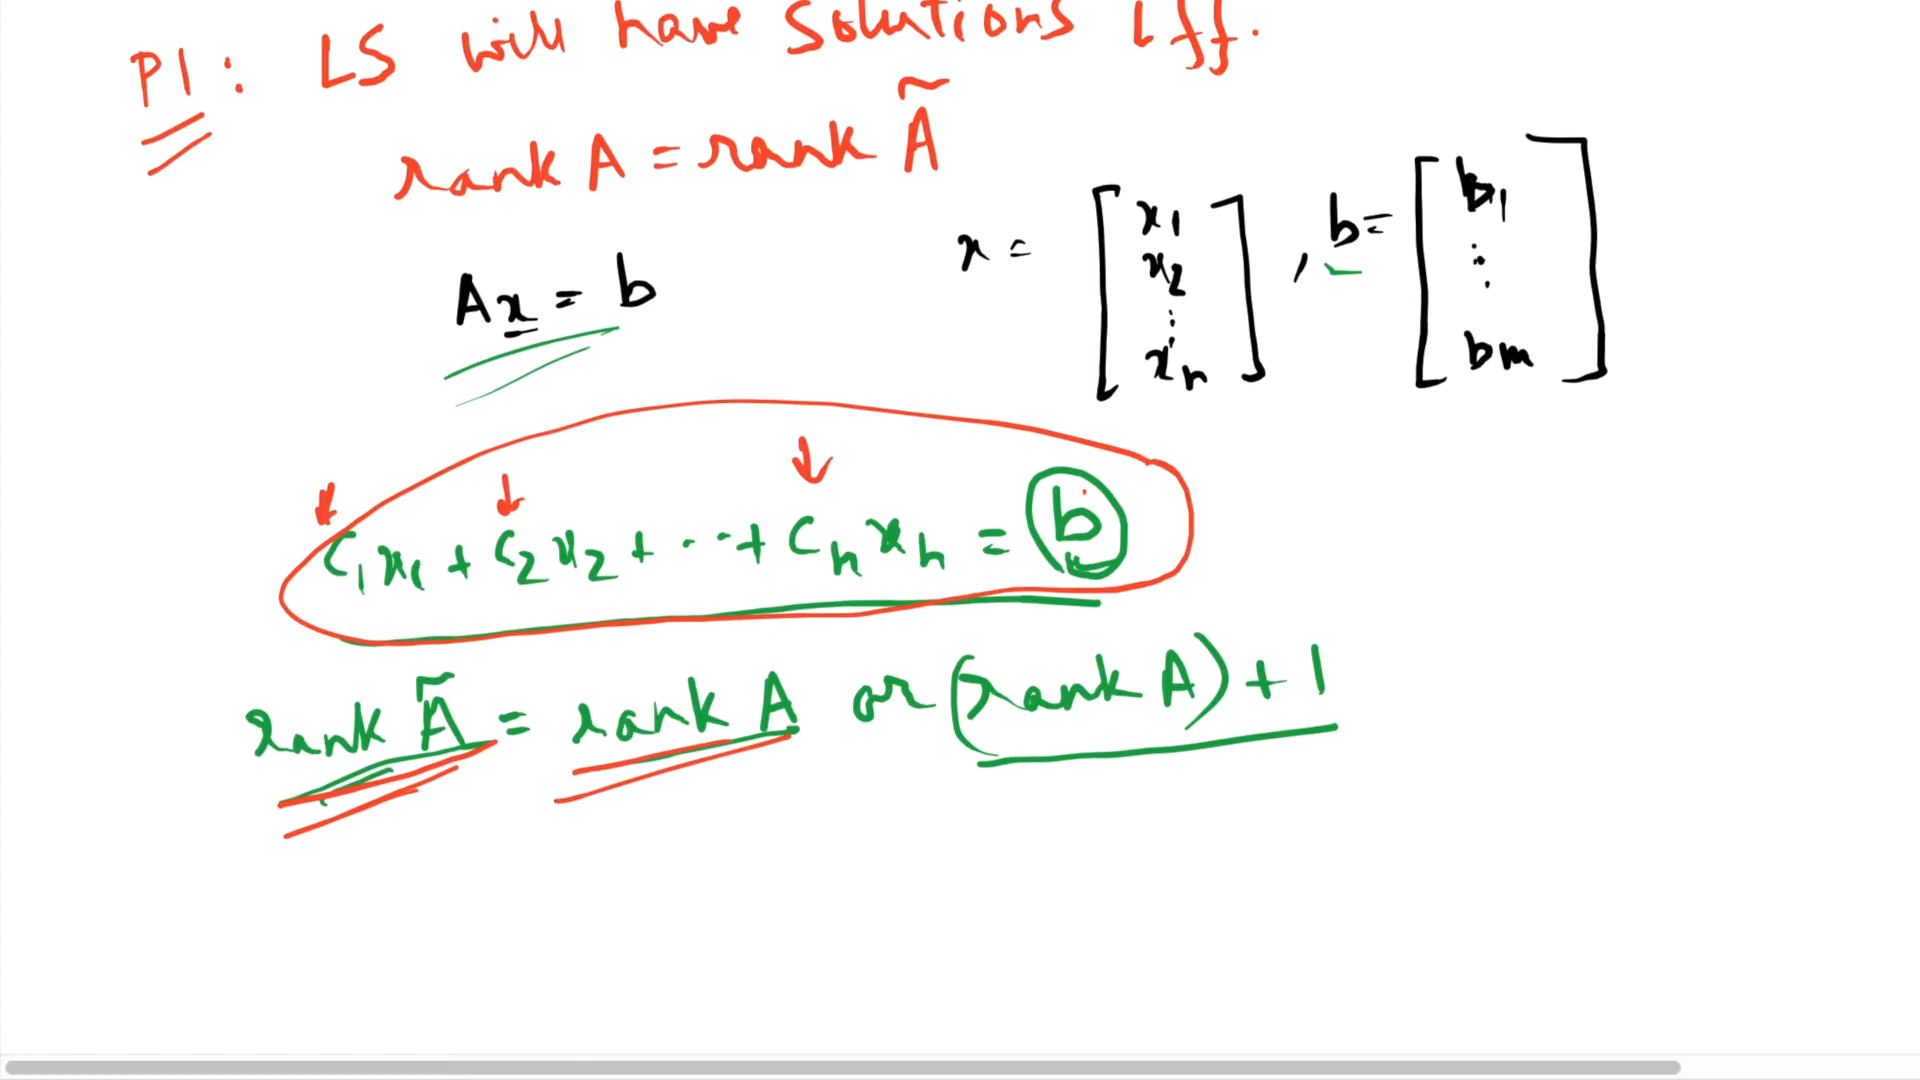 P1: LS will have solutions iff.
rank A = rank Ã
Ax = b
x = [x1 x2 ⋮ xn], b = [b1 ⋮ bm]
C1x1 + C2x2 + ... + Cnxn = b
rank Ã = rank A or (rank A) + 1